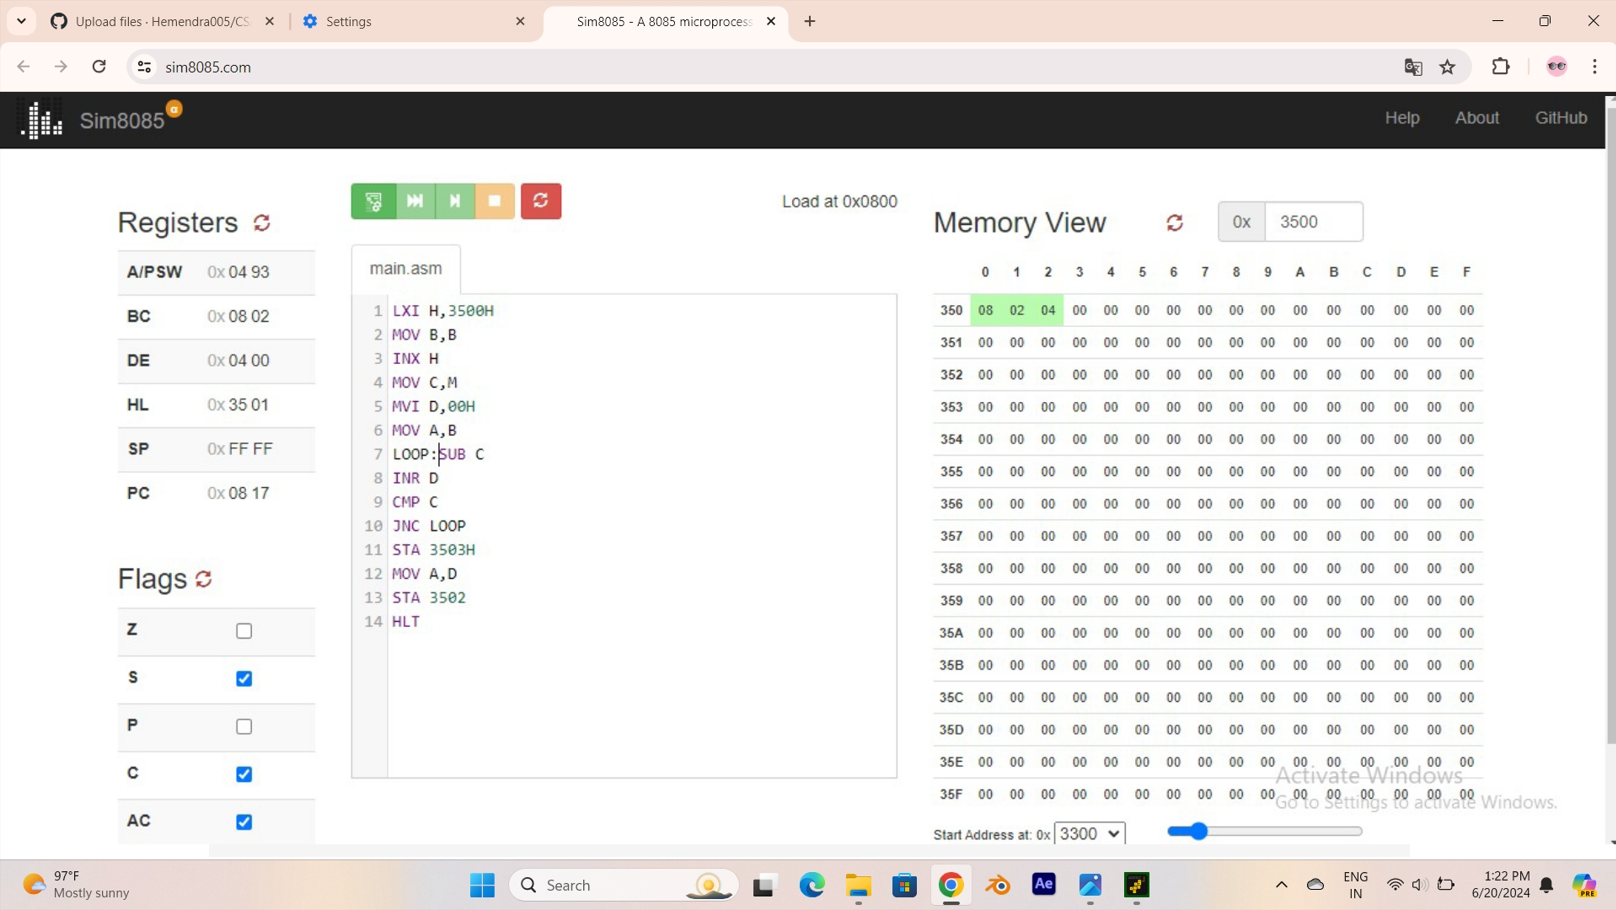 Upload files · Hemendra005/CS
Settings
Sim8085 - A 8085 microprocess
sim8085.com
Sim8085 α
Help About GitHub
Load at 0x0800
Registers
A/PSW 0x 04 93
BC 0x 08 02
DE 0x 04 00
HL 0x 35 01
SP 0x FF FF
PC 0x 08 17
Flags
Z
S
P
C
AC
main.asm
1 LXI H,3500H
2 MOV B,B
3 INX H
4 MOV C,M
5 MVI D,00H
6 MOV A,B
7 LOOP:SUB C
8 INR D
9 CMP C
10 JNC LOOP
11 STA 3503H
12 MOV A,D
13 STA 3502
14 HLT
Memory View
0x 3500
0 1 2 3 4 5 6 7 8 9 A B C D E F
350 08 02 04 00 00 00 00 00 00 00 00 00 00 00 00 00
351 00 00 00 00 00 00 00 00 00 00 00 00 00 00 00 00
352 00 00 00 00 00 00 00 00 00 00 00 00 00 00 00 00
353 00 00 00 00 00 00 00 00 00 00 00 00 00 00 00 00
354 00 00 00 00 00 00 00 00 00 00 00 00 00 00 00 00
355 00 00 00 00 00 00 00 00 00 00 00 00 00 00 00 00
356 00 00 00 00 00 00 00 00 00 00 00 00 00 00 00 00
357 00 00 00 00 00 00 00 00 00 00 00 00 00 00 00 00
358 00 00 00 00 00 00 00 00 00 00 00 00 00 00 00 00
359 00 00 00 00 00 00 00 00 00 00 00 00 00 00 00 00
35A 00 00 00 00 00 00 00 00 00 00 00 00 00 00 00 00
35B 00 00 00 00 00 00 00 00 00 00 00 00 00 00 00 00
35C 00 00 00 00 00 00 00 00 00 00 00 00 00 00 00 00
35D 00 00 00 00 00 00 00 00 00 00 00 00 00 00 00 00
35E 00 00 00 00 00 00 00 00 00 00 00 00 00 00 00 00
35F 00 00 00 00 00 00 00 00 00 00 00 00 00 00 00 00
Start Address at: 0x 3300
Activate Windows
Go to Settings to activate Windows.
97°F
Mostly sunny
Search
Ae
ENG
IN
1:22 PM
6/20/2024
PRE